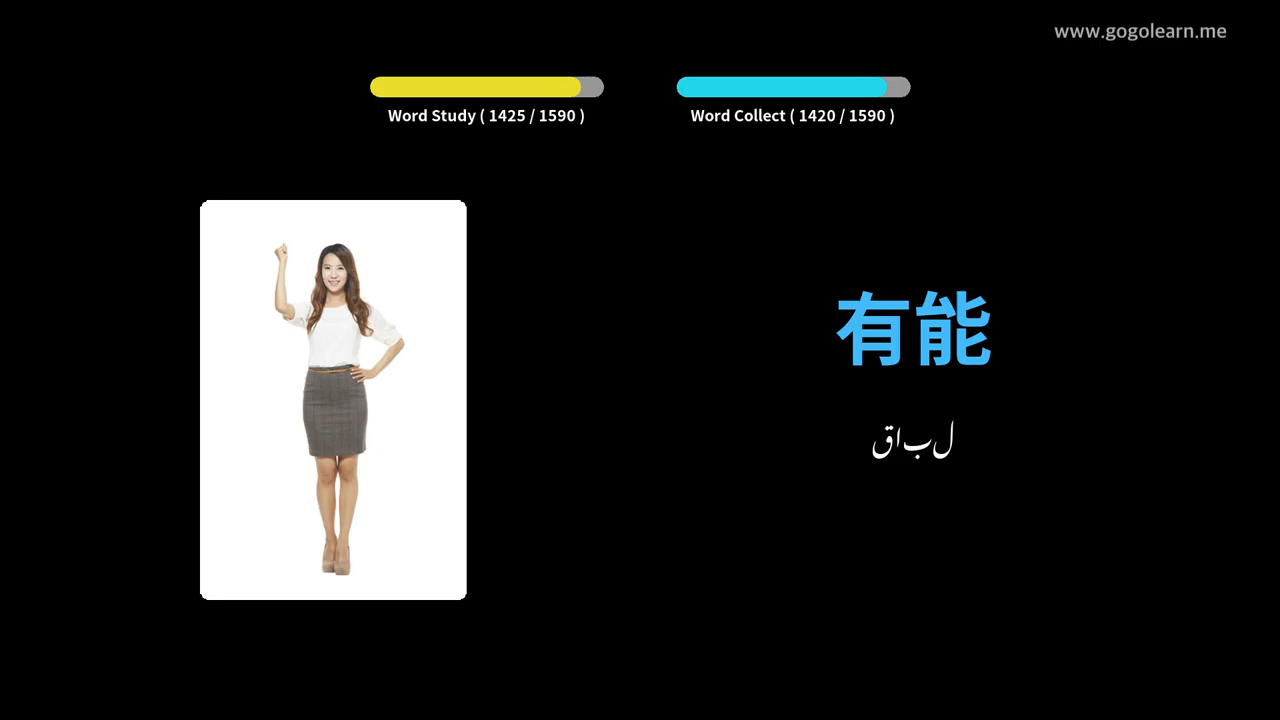 www.gogolearn.me
Word Study ( 1425 / 1590 )
Word Collect ( 1420 / 1590 )
有能
لباق